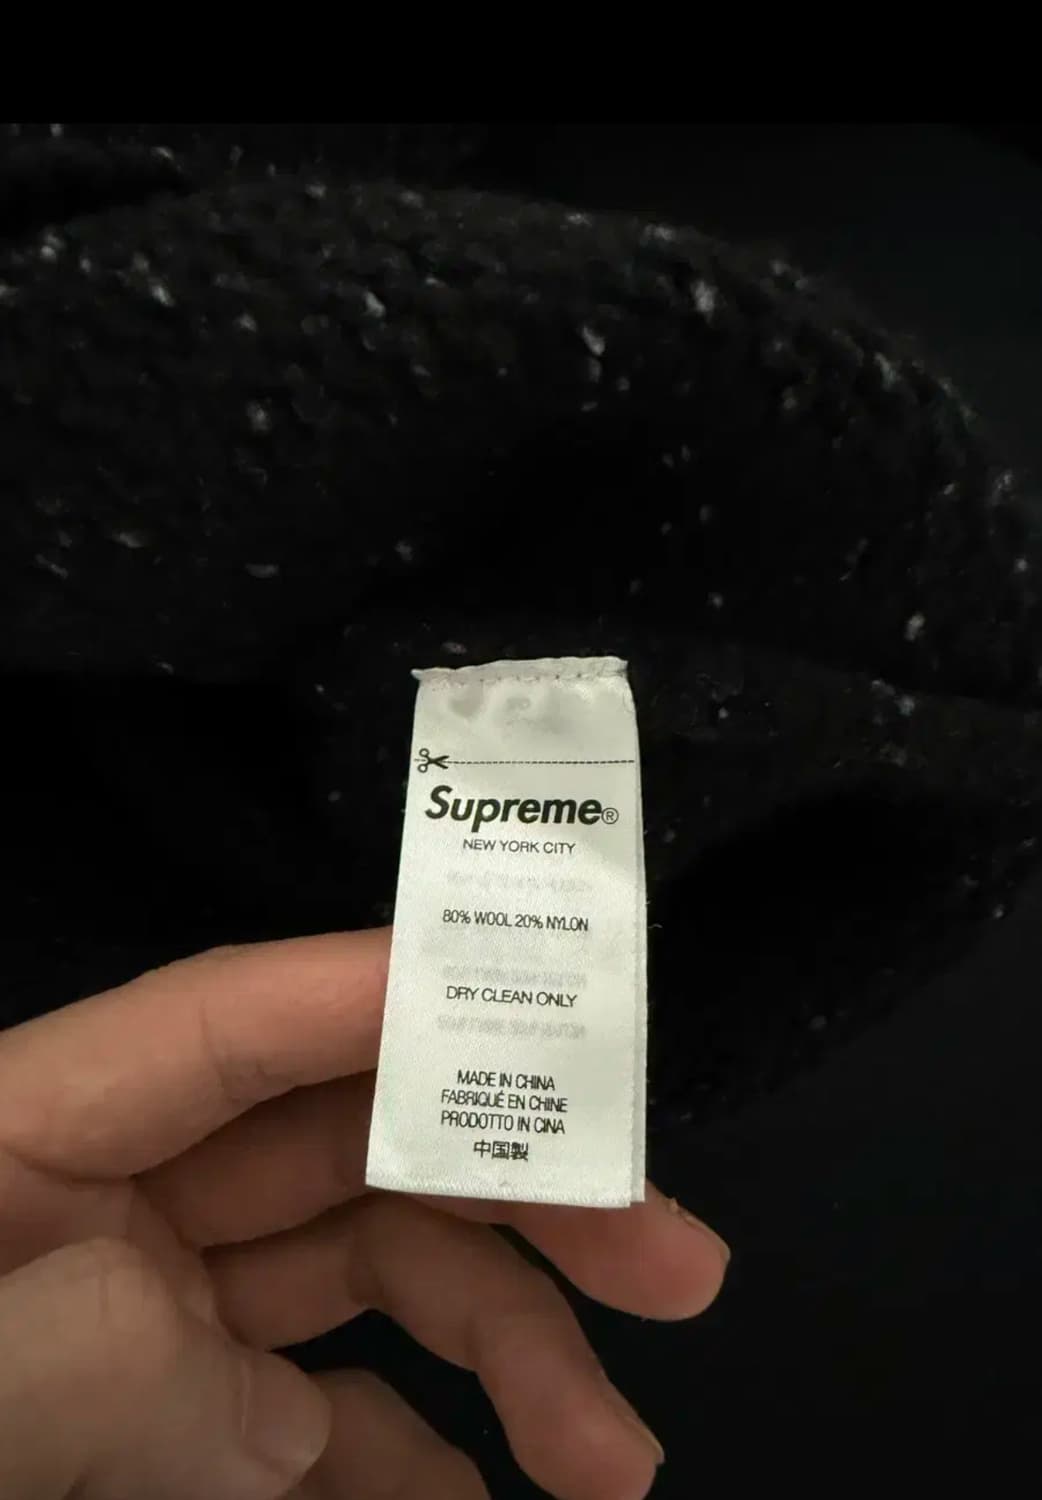 Supreme®
NEW YORK CITY
80% WOOL 20% NYLON
DRY CLEAN ONLY
MADE IN CHINA
FABRIQUÉ EN CHINE
PRODOTTO IN CINA
中国製